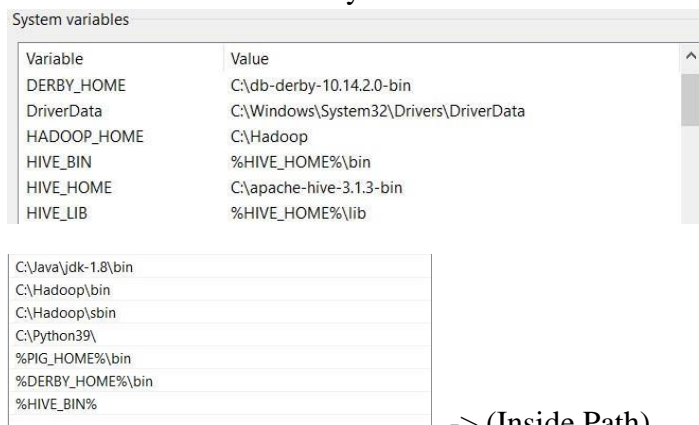 System variables
Variable Value
DERBY_HOME C:\db-derby-10.14.2.0-bin
DriverData C:\Windows\System32\Drivers\DriverData
HADOOP_HOME C:\Hadoop
HIVE_BIN %HIVE_HOME%\bin
HIVE_HOME C:\apache-hive-3.1.3-bin
HIVE_LIB %HIVE_HOME%\lib
C:\Java\jdk-1.8\bin
C:\Hadoop\bin
C:\Hadoop\sbin
C:\Python39\
%PIG_HOME%\bin
%DERBY_HOME%\bin
%HIVE_BIN%
-> (Inside Path)